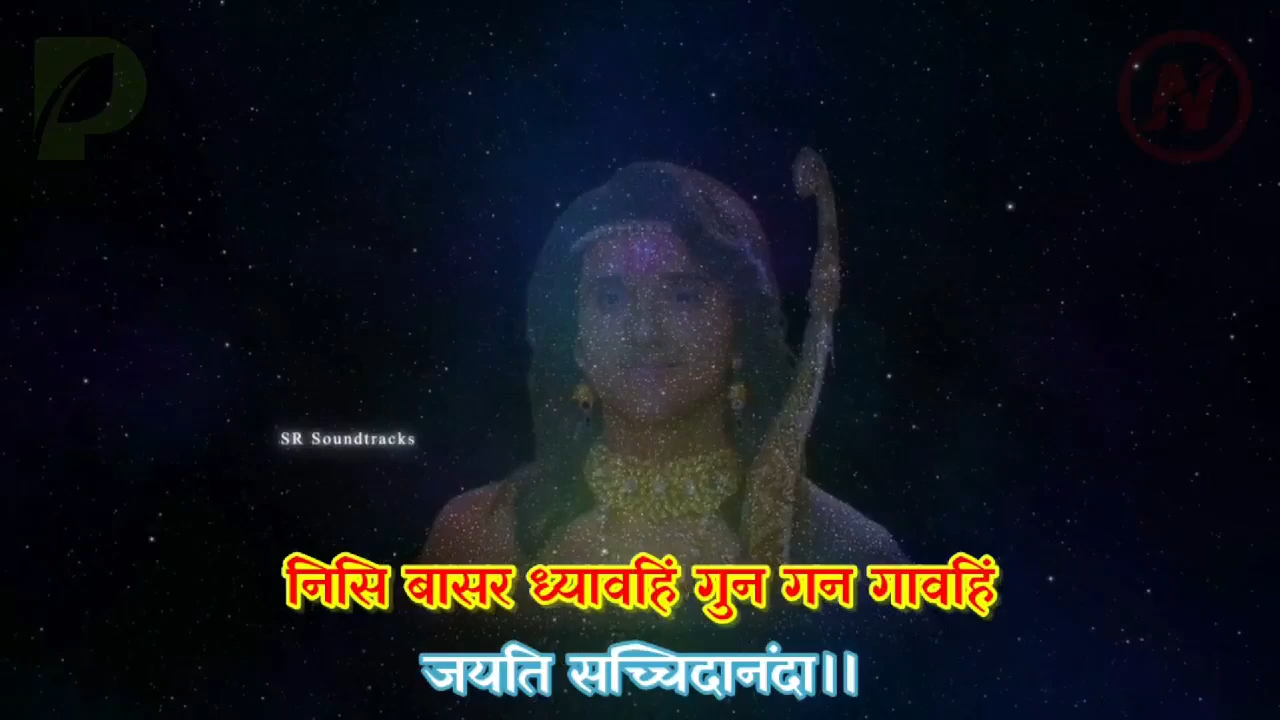 SR Soundtracks
निसि बासर ध्यावहिं गुन गन गावहिं
जयति सच्चिदानंदा।।